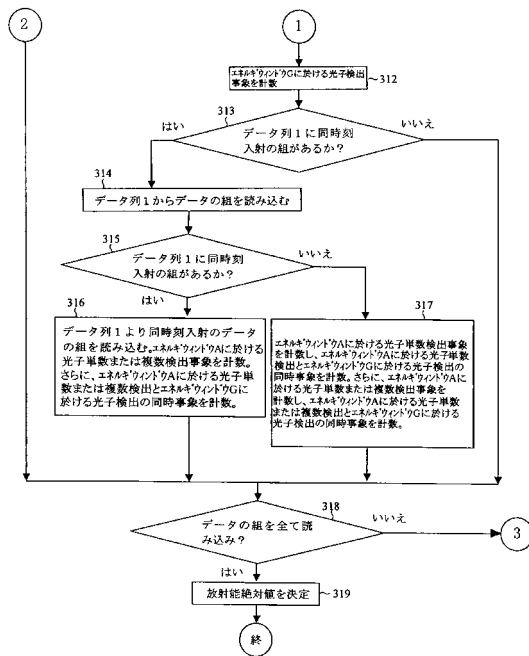 2
1
エネルギウィンドウGに於ける光子検出
事象を計数
312
313
はい
いいえ
データ列1に同時刻
入射の組があるか?
314
データ列1からデータの組を読み込む
315
データ列1に同時刻
入射の組があるか?
いいえ
はい
316
データ列1より同時刻入射のデータ
の組を読み込む。エネルギウィンドウAに於ける
光子単数または複数検出事象を計数。
さらに、エネルギウィンドウAに於ける光子単
数または複数検出とエネルギウィンドウGに
於ける光子検出の同時事象を計数。
317
エネルギウィンドウAに於ける光子単数検出事象
を計数し、エネルギウィンドウAに於ける光子単数
検出とエネルギウィンドウGに於ける光子検出の
同時事象を計数。さらに、エネルギウィンドウAに
於ける光子単数または複数検出事象を
計数し、エネルギウィンドウAに於ける光子単数
または複数検出とエネルギウィンドウGに於ける
光子検出の同時事象を計数。
318
データの組を全て読
み込み?
いいえ
3
はい
放射能絶対値を決定
319
終